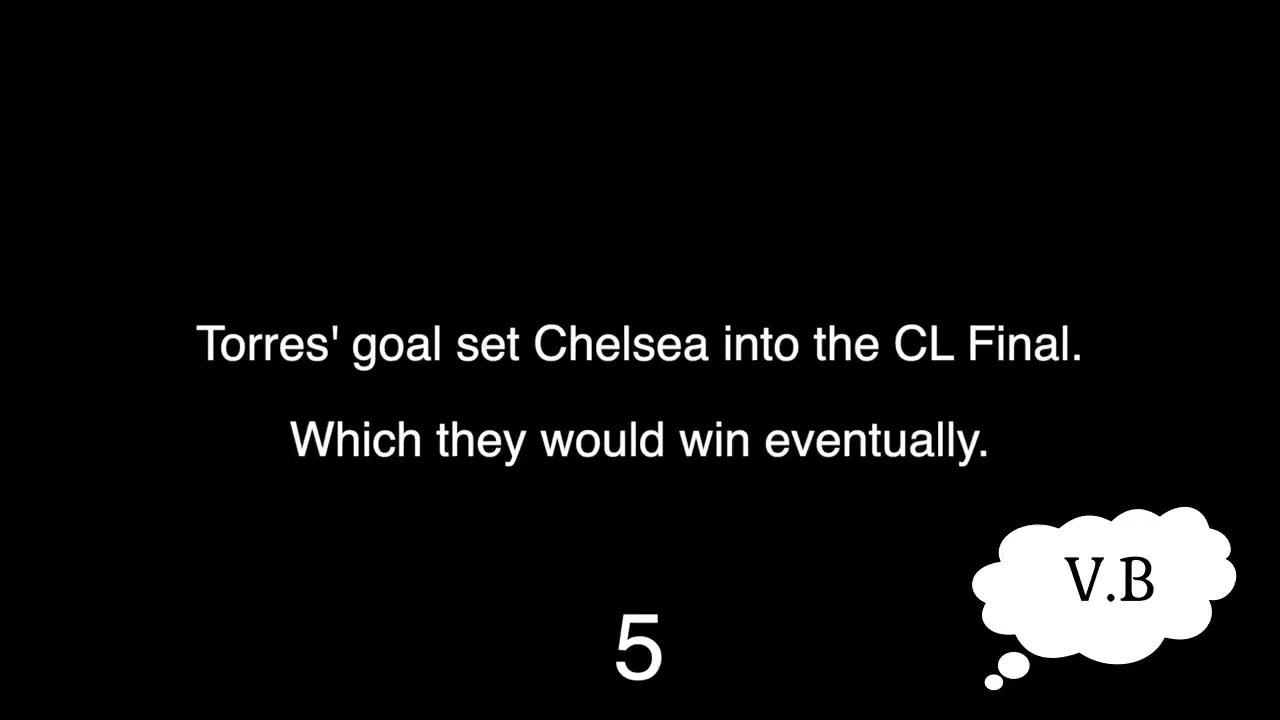 Torres' goal set Chelsea into the CL Final.
Which they would win eventually.
V.B
5